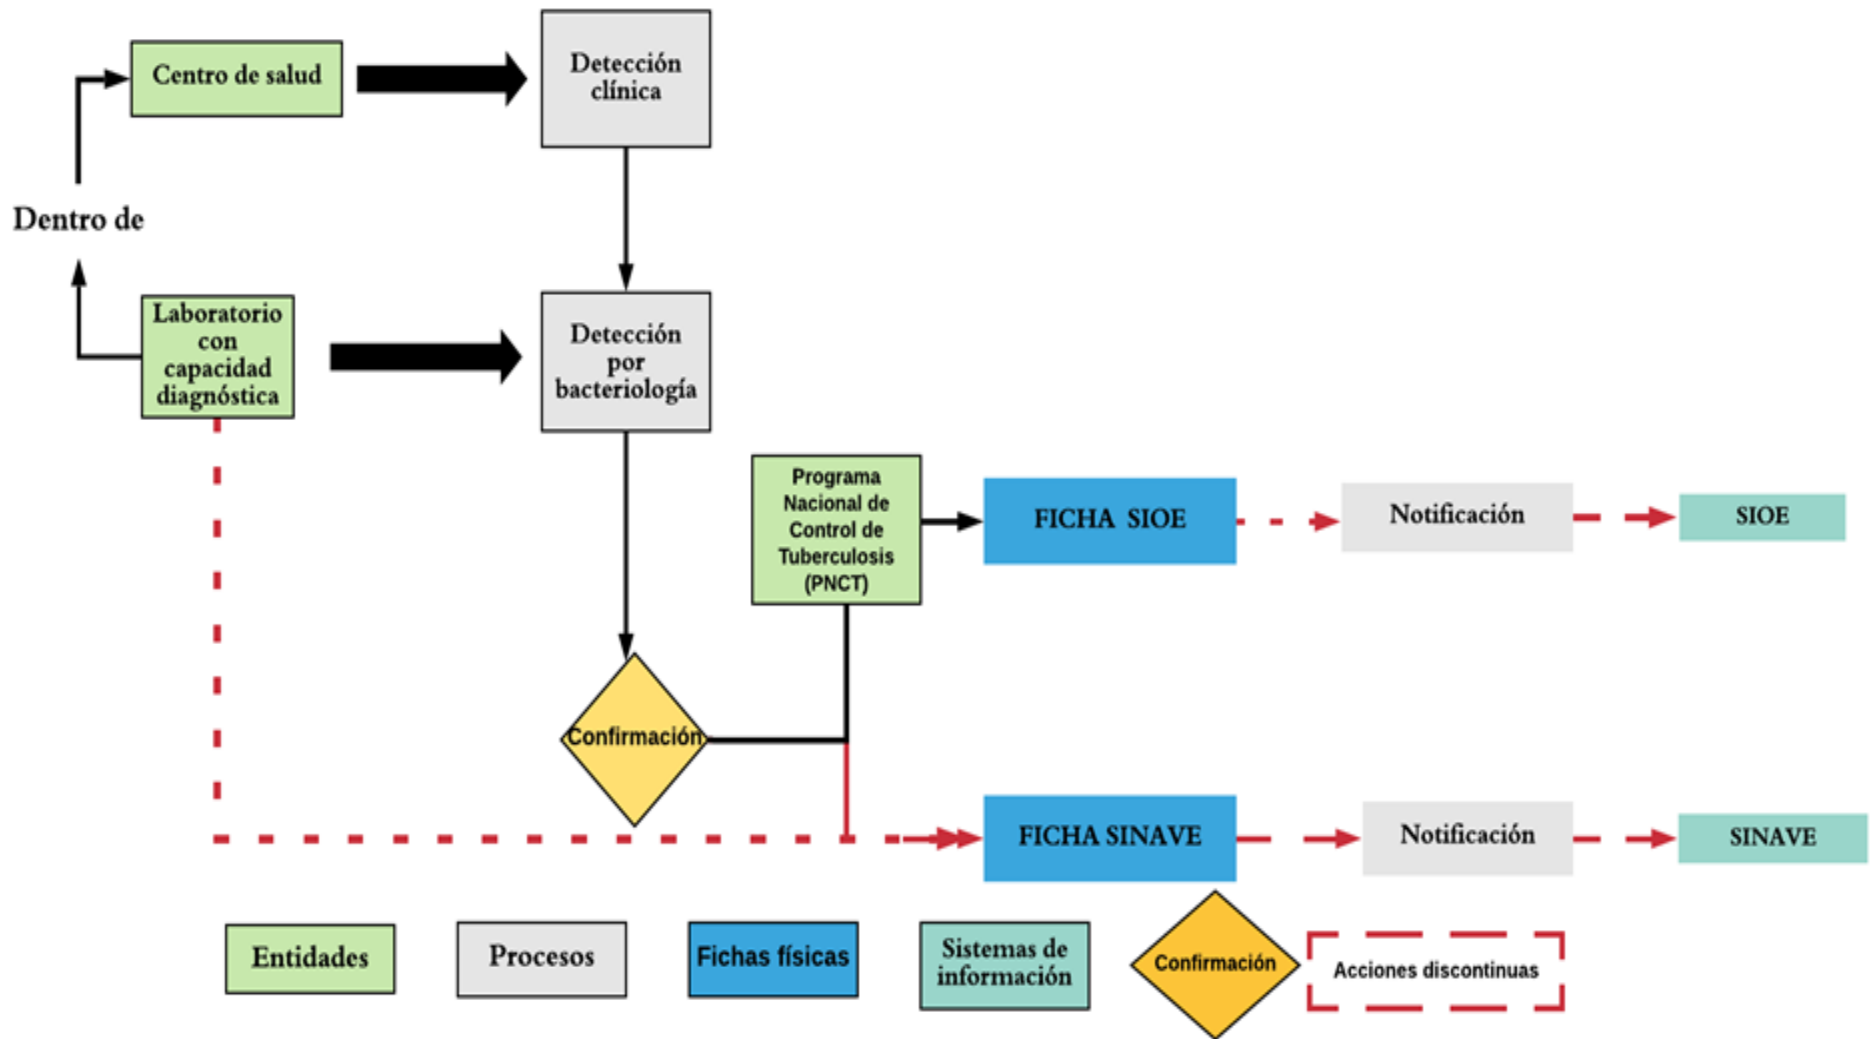 Centro de salud
Detección
clínica
Dentro de
Laboratorio
con
capacidad
diagnóstica
Detección
por
bacteriología
Programa
Nacional de
Control de
Tuberculosis
(PNCT)
FICHA SIOE
Notificación
SIOE
Confirmación
FICHA SINAVE
Notificación
SINAVE
Entidades
Procesos
Fichas físicas
Sistemas de
información
Confirmación
Acciones discontinuas